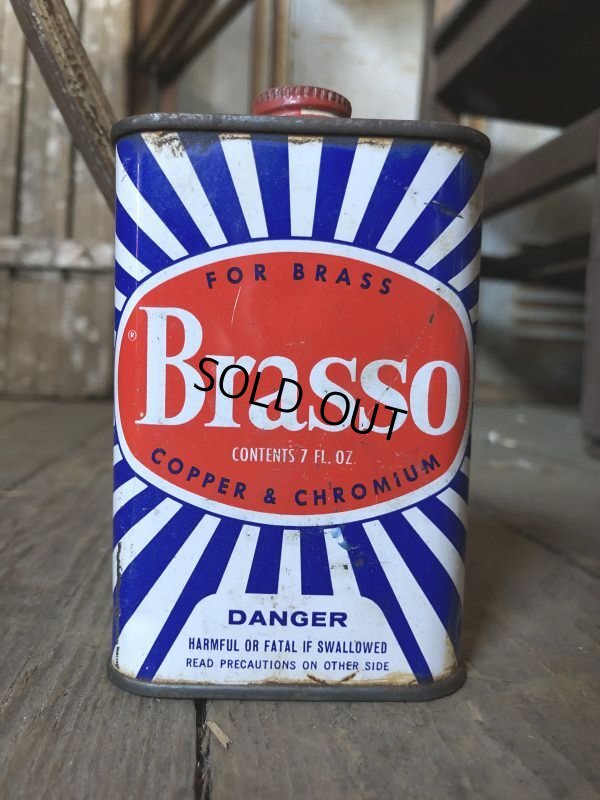 FOR BRASS
®
Brasso
SOLD OUT
CONTENTS 7 FL. OZ.
COPPER & CHROMIUM
DANGER
HARMFUL OR FATAL IF SWALLOWED
READ PRECAUTIONS ON OTHER SIDE